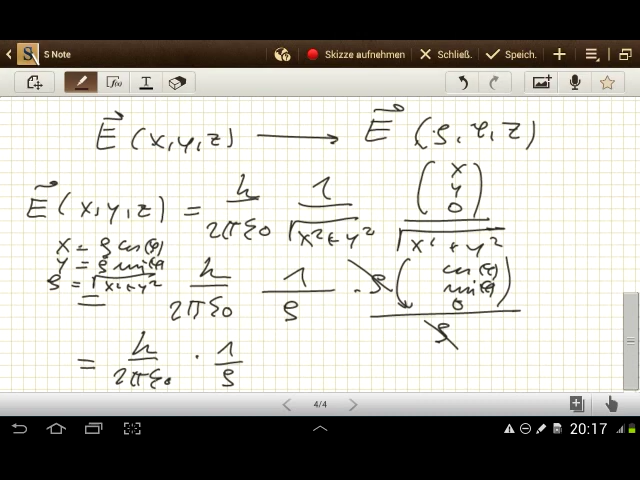 S Note
Skizze aufnehmen
Schließ.
Speich.
f(x)
T
E⃗ (x,y,z) ⟶ E⃗ (ρ,φ,z)
E⃗ (x,y,z) = λ/(2πε₀) 1/√(x²+y²) (x y 0)/√(x²+y²)
x = ρ cos(φ)
y = ρ sin(φ)
ρ = √(x²+y²)
= λ/(2πε₀) 1/ρ · ρ (cos(φ) sin(φ) 0)/ρ
= λ/(2πε₀) · 1/ρ
4/4
20:17